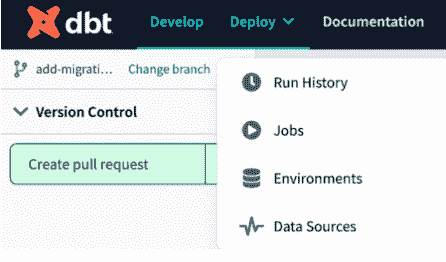 dbt Develop Deploy Documentation
add-migrati... Change branch
Version Control
Create pull request
Run History
Jobs
Environments
Data Sources